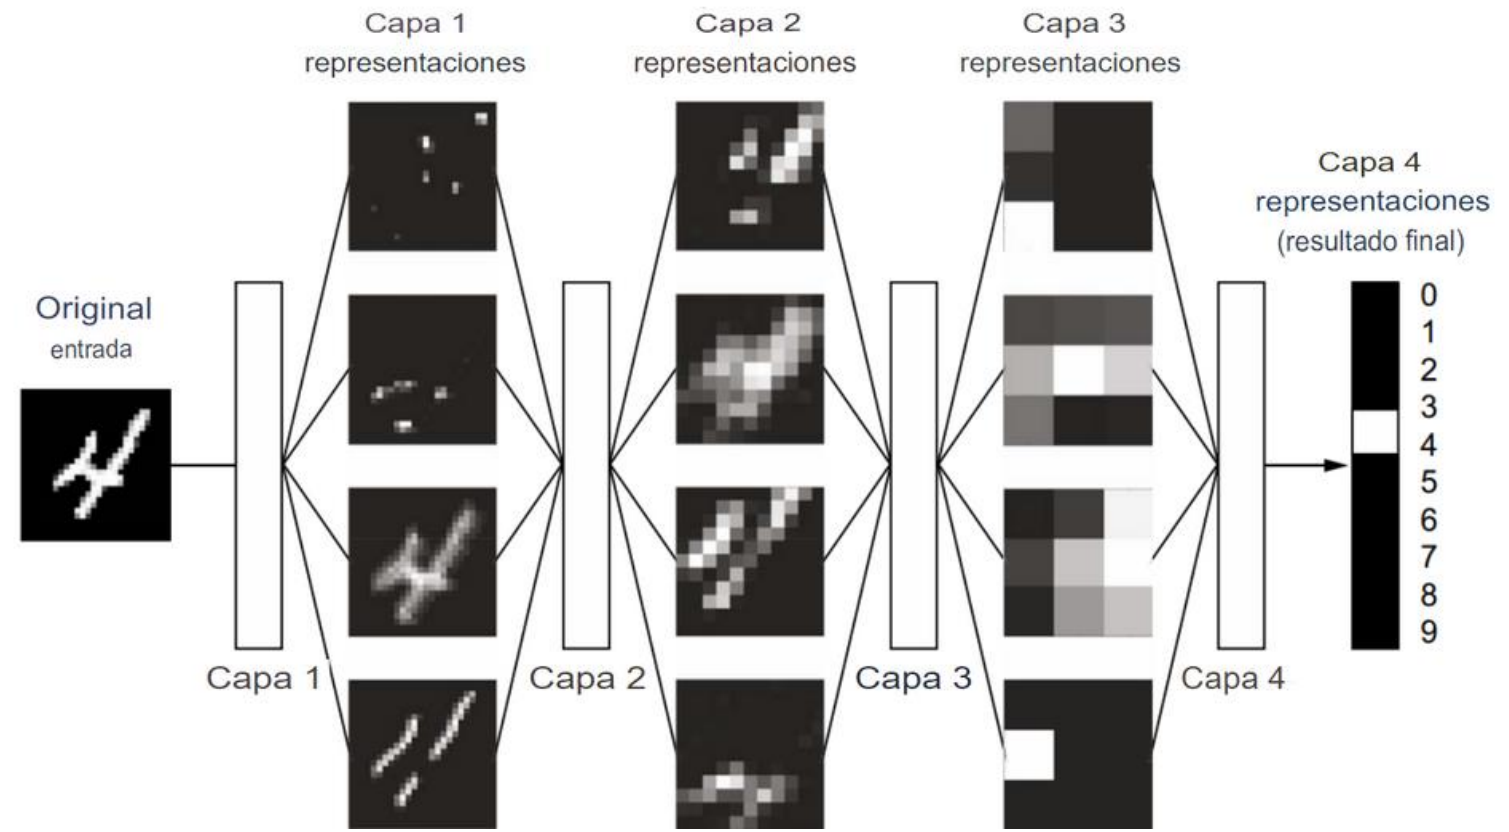 Capa 1
representaciones
Capa 2
representaciones
Capa 3
representaciones
Capa 4
representaciones
(resultado final)
Original
entrada
0
1
2
3
4
5
6
7
8
9
Capa 1
Capa 2
Capa 3
Capa 4